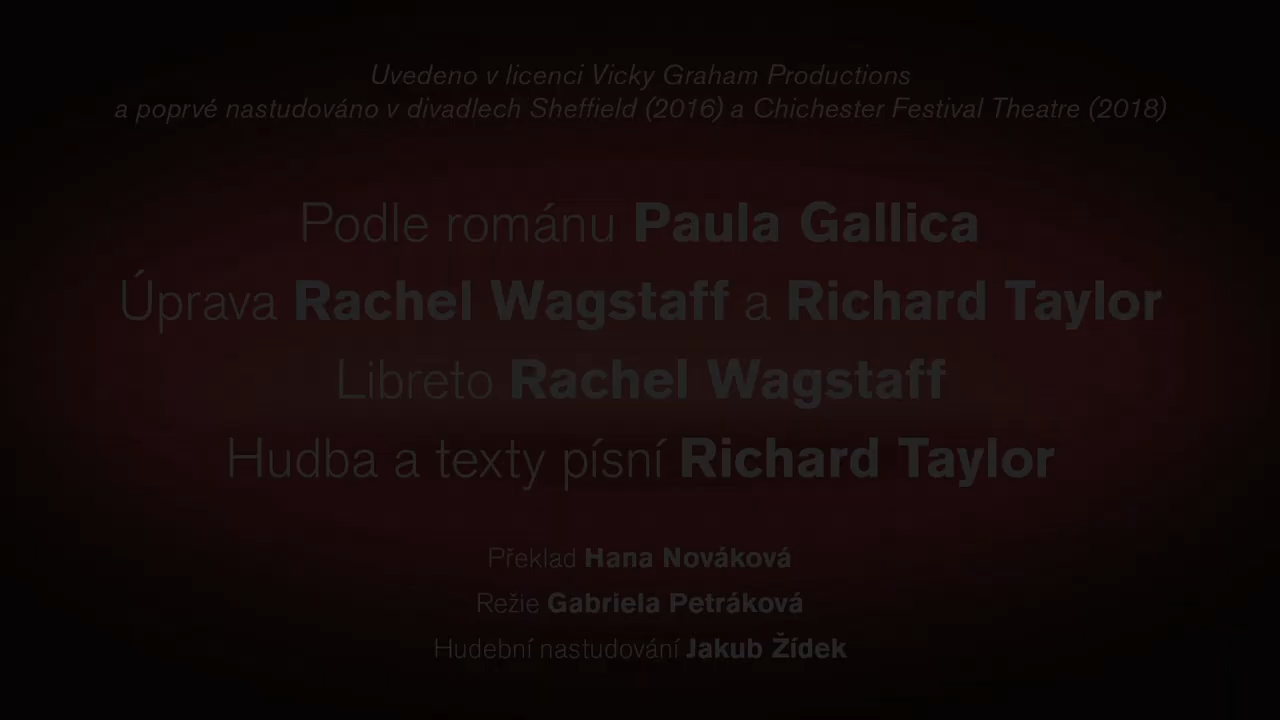 Uvedeno v licenci Vicky Graham Productions
a poprvé nastudováno v divadlech Sheffield (2016) a Chichester Festival Theatre (2018)
Podle románu Paula Gallica
Úprava Rachel Wagstaff a Richard Taylor
Libreto Rachel Wagstaff
Hudba a texty písní Richard Taylor
Překlad Hana Nováková
Režie Gabriela Petráková
Hudební nastudování Jakub Žídek